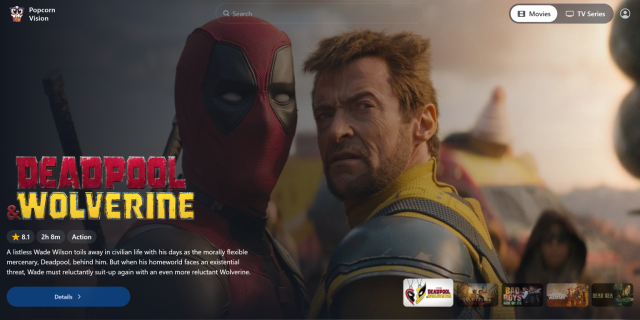 Popcorn
Vision
Search
Movies
TV Series
DEADPOOL
& WOLVERINE
8.1
2h 8m
Action
A listless Wade Wilson toils away in civilian life with his days as the morally flexible
mercenary, Deadpool, behind him. But when his homeworld faces an existential
threat, Wade must reluctantly suit-up again with an even more reluctant Wolverine.
Details
DEADPOOL
WOLVERINE
BAD
BOYS